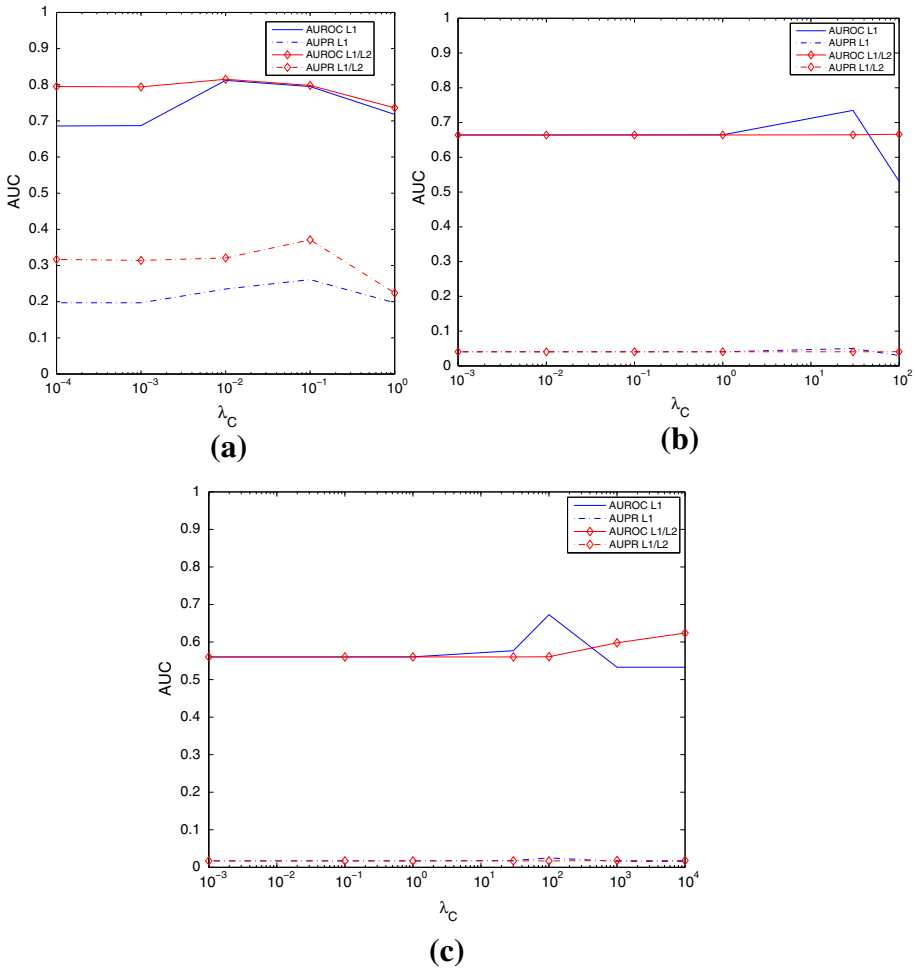 1
0.9
0.8
0.7
0.6
0.5
0.4
0.3
0.2
0.1
0
AUC
10^-4
10^-3
10^-2
10^-1
10^0
λ_C
AUROC L1
AUPR L1
AUROC L1/L2
AUPR L1/L2
(a)
1
0.9
0.8
0.7
0.6
0.5
0.4
0.3
0.2
0.1
0
AUC
10^-3
10^-2
10^-1
10^0
10^1
10^2
λ_C
AUROC L1
AUPR L1
AUROC L1/L2
AUPR L1/L2
(b)
1
0.9
0.8
0.7
0.6
0.5
0.4
0.3
0.2
0.1
0
AUC
10^-3
10^-2
10^-1
10^0
10^1
10^2
10^3
10^4
λ_C
AUROC L1
AUPR L1
AUROC L1/L2
AUPR L1/L2
(c)